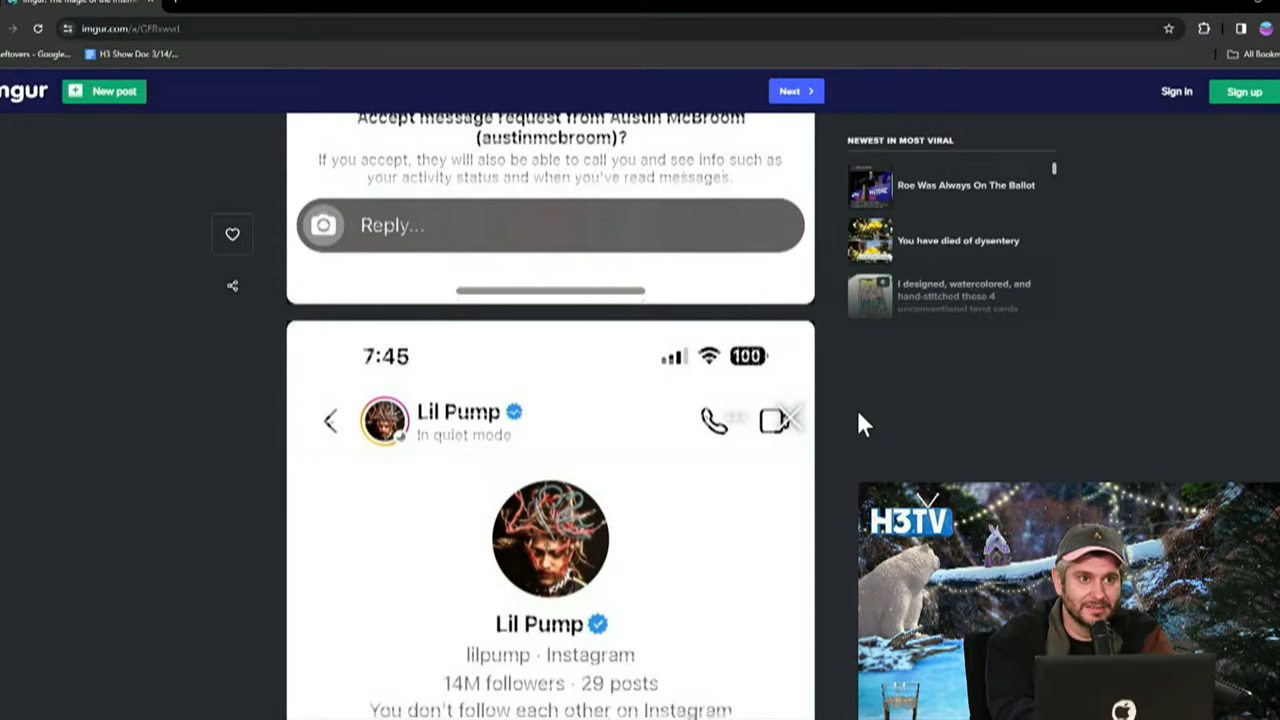 imgur.com/a/GFRxwvd
eftovers - Google...
H3 Show Doc 3/14/...
All Bookm
mgur
New post
Next
Sign in
Sign up
Accept message request from Austin McBroom
(austinmcbroom)?
If you accept, they will also be able to call you and see info such as
your activity status and when you've read messages.
Reply...
NEWEST IN MOST VIRAL
Roe Was Always On The Ballot
You have died of dysentery
I designed, watercolored, and
hand-stitched these 4
unconventional tarot cards
7:45
100
Lil Pump
In quiet mode
Lil Pump
lilpump · Instagram
14M followers · 29 posts
You don't follow each other on Instagram
H3TV